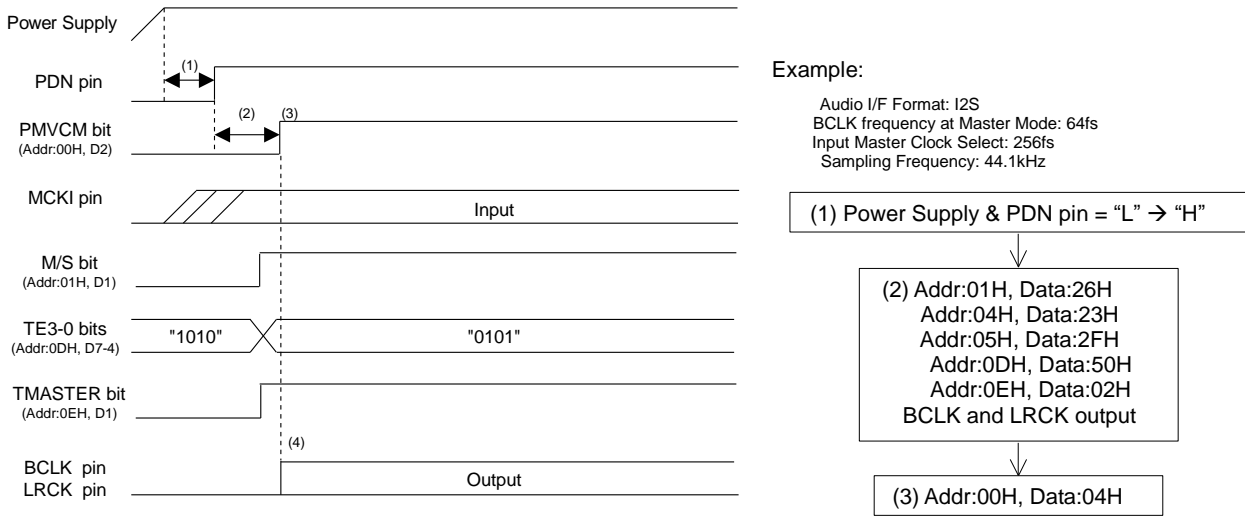 Power Supply
(1)
PDN pin
(2)
(3)
PMVCM bit
(Addr:00H, D2)
MCKI pin
Input
M/S bit
(Addr:01H, D1)
TE3-0 bits
(Addr:0DH, D7-4)
"1010"
"0101"
TMASTER bit
(Addr:0EH, D1)
(4)
BCLK pin
LRCK pin
Output
Example:
Audio I/F Format: I2S
BCLK frequency at Master Mode: 64fs
Input Master Clock Select: 256fs
Sampling Frequency: 44.1kHz
(1) Power Supply & PDN pin = “L” → “H”
(2) Addr:01H, Data:26H
Addr:04H, Data:23H
Addr:05H, Data:2FH
Addr:0DH, Data:50H
Addr:0EH, Data:02H
BCLK and LRCK output
(3) Addr:00H, Data:04H